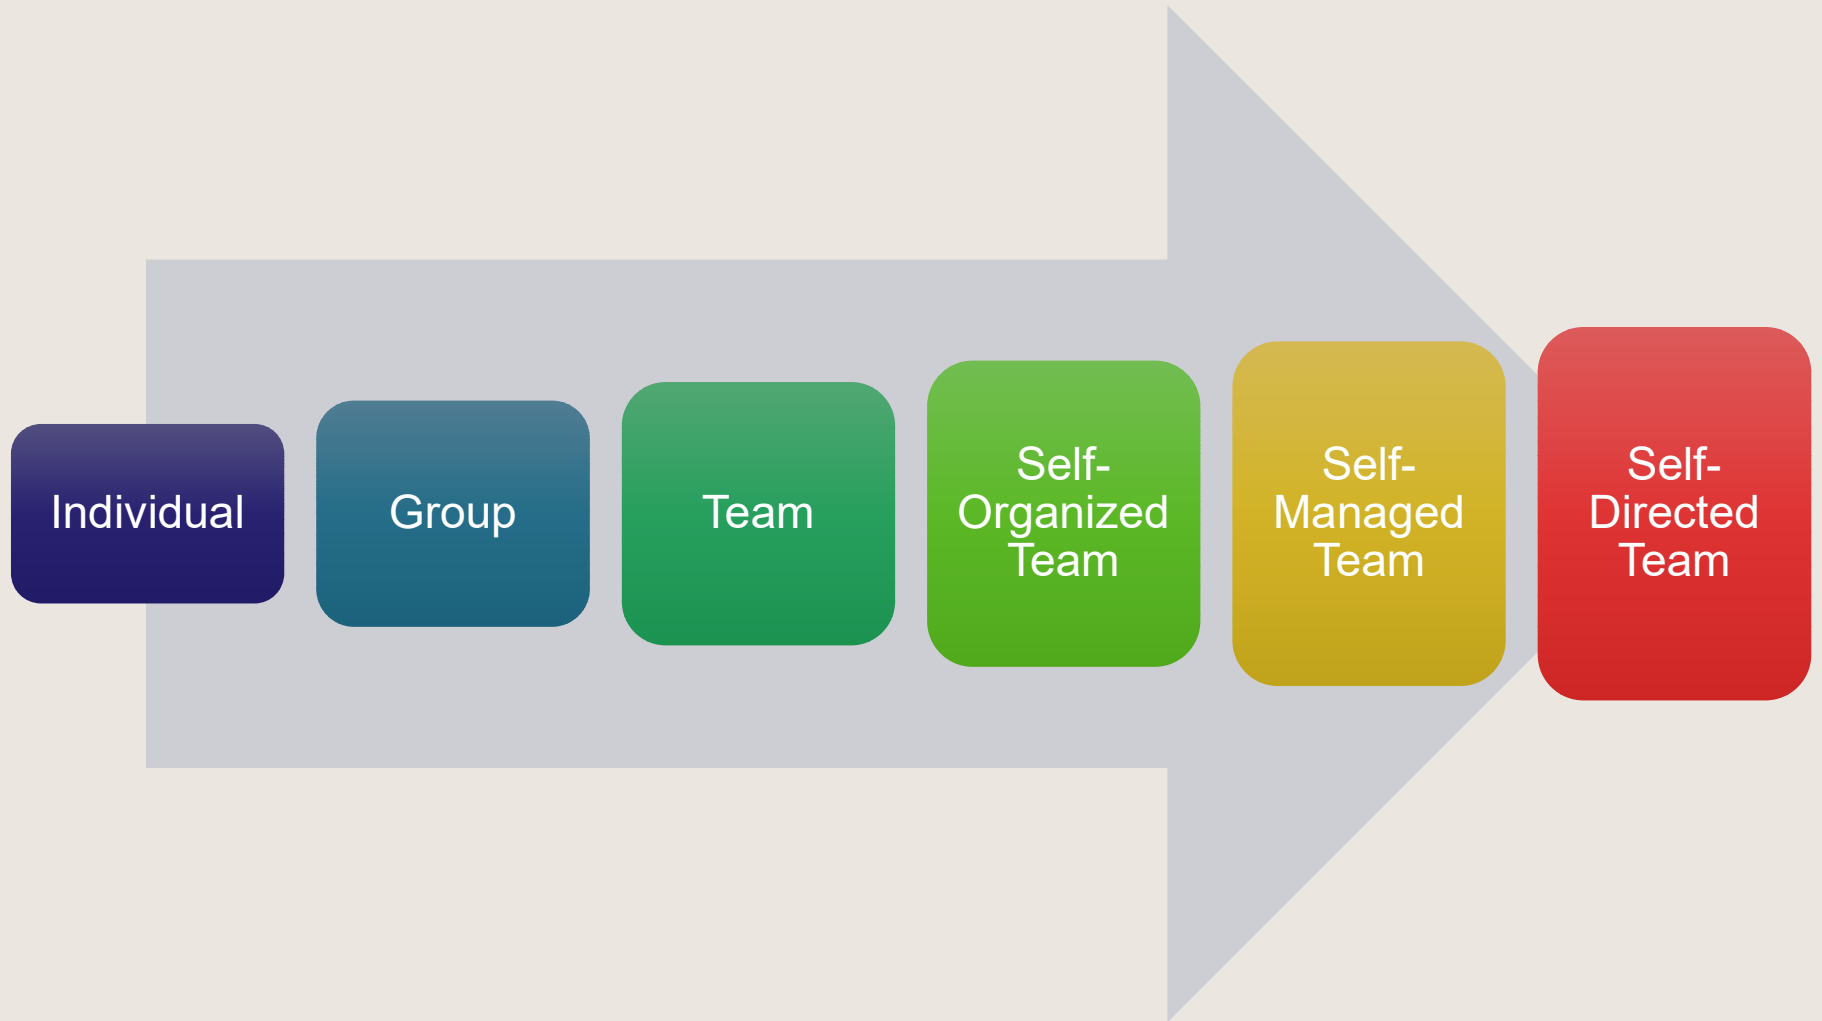 Individual
Group
Team
Self-
Organized
Team
Self-
Managed
Team
Self-
Directed
Team